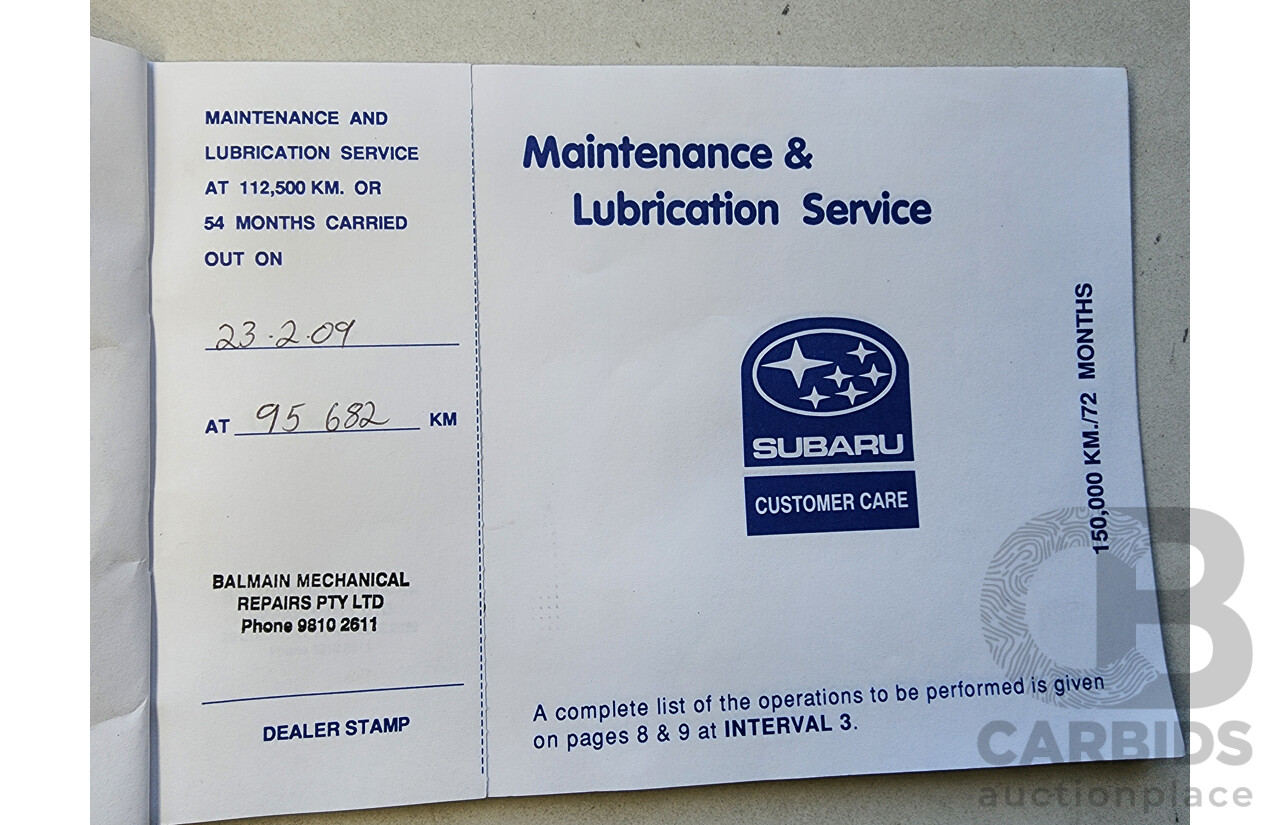 MAINTENANCE AND
LUBRICATION SERVICE
AT 112,500 KM. OR
54 MONTHS CARRIED
OUT ON
23.2.09
AT 95 682 KM
BALMAIN MECHANICAL
REPAIRS PTY LTD
Phone 9810 2611
DEALER STAMP
Maintenance &
Lubrication Service
SUBARU
CUSTOMER CARE
150,000 KM./72 MONTHS
A complete list of the operations to be performed is given
on pages 8 & 9 at INTERVAL 3.
CB
CARBIDS
auctionplace